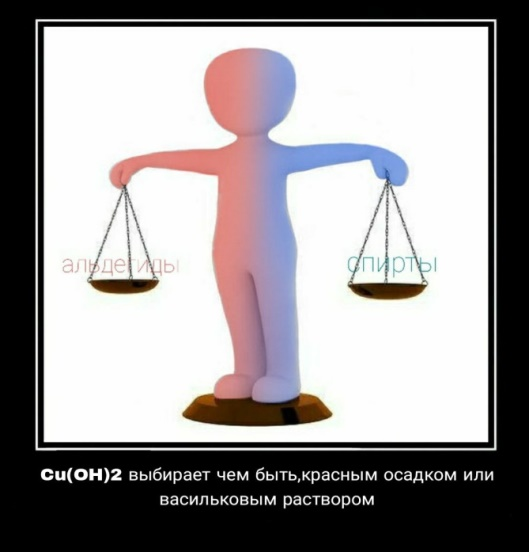 альдегиды
спирты
Cu(OH)2 выбирает чем быть,красным осадком или
васильковым раствором